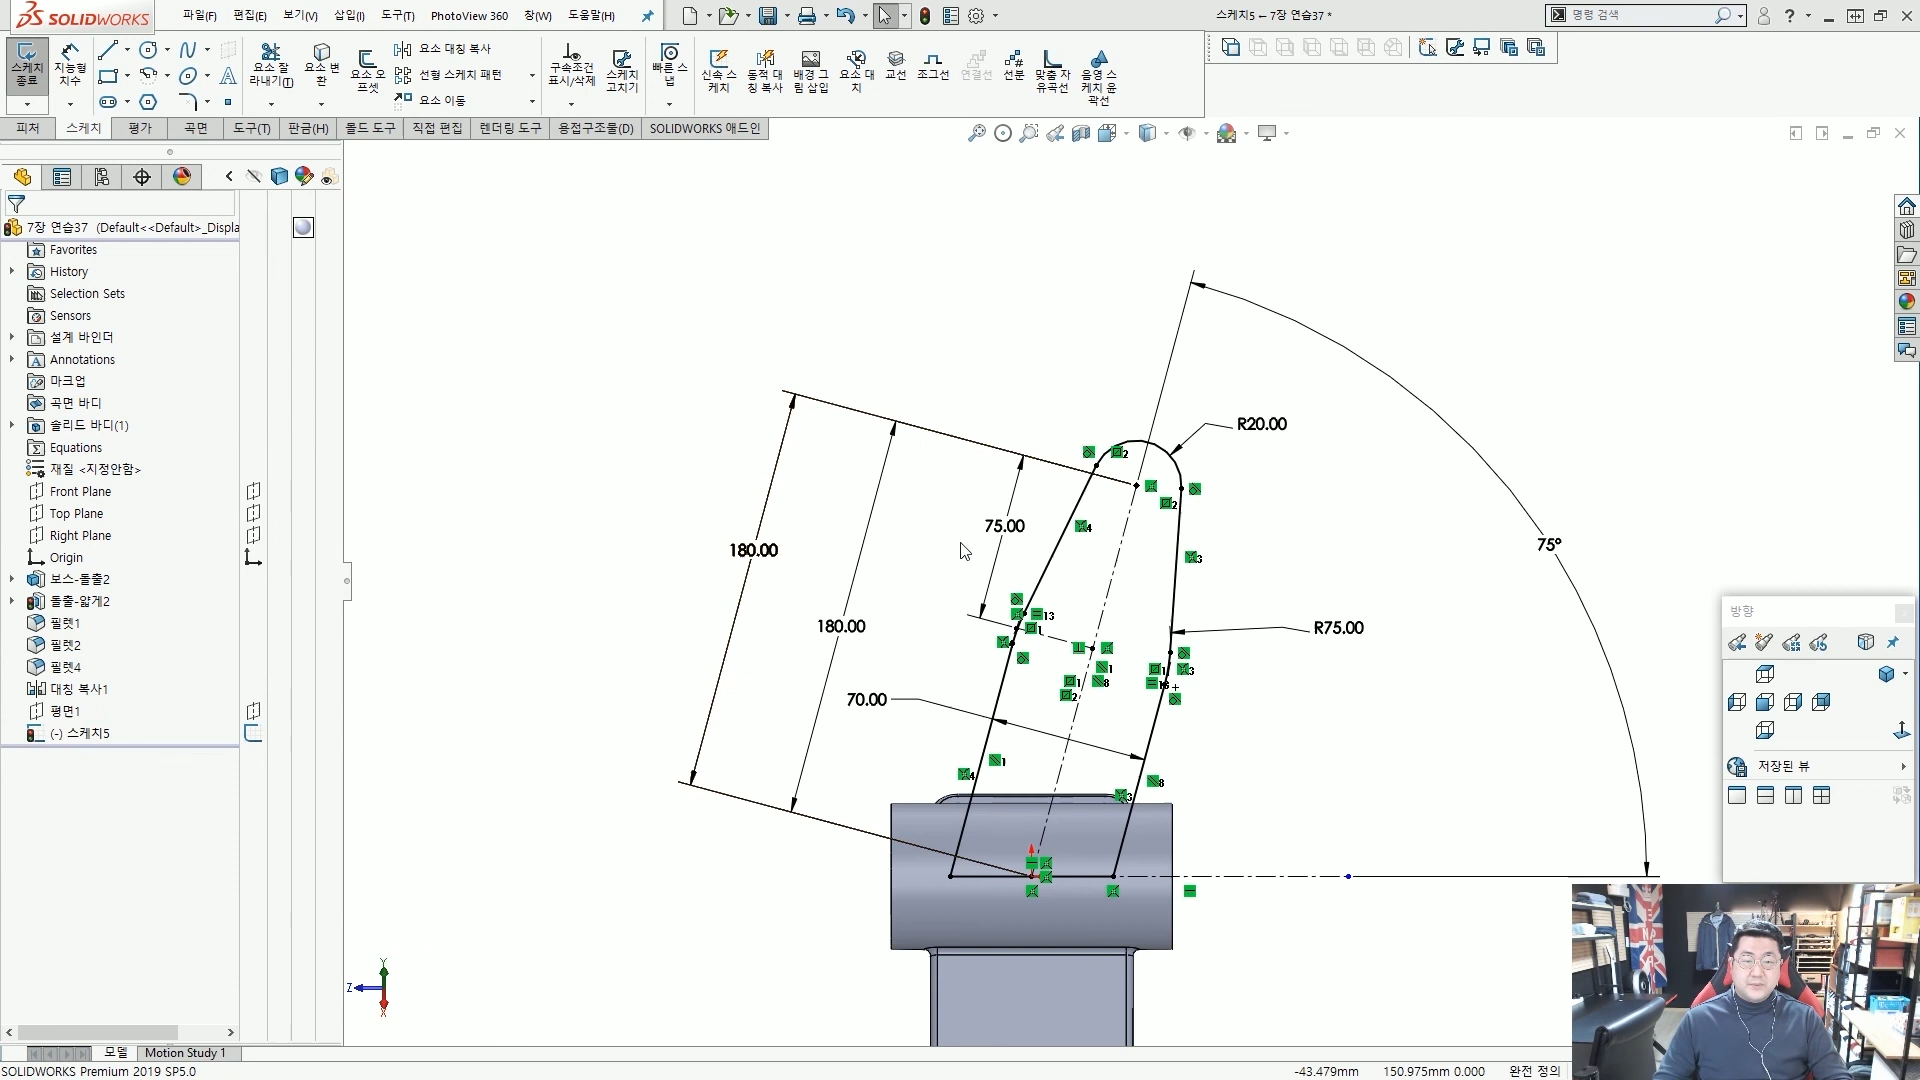 SOLIDWORKS
파일(F) 편집(E) 보기(V) 삽입(I) 도구(T) PhotoView 360 창(W) 도움말(H)
스케치5 ← 7장 연습37 *
명령 검색
스케치 종료
지능형 치수
요소 잘라내기(T)
요소 변환
요소 오프셋
요소 대칭 복사
선형 스케치 패턴
요소 이동
구속조건 표시/삭제
스케치 고치기
빠른 스냅
신속 스케치
동적 대칭 복사
배경 그림 삽입
요소 대치
교선
조그선
연결선
선분
맞춤 자유곡선
음영 스케치 윤곽선
피처 스케치 평가 곡면 도구(T) 판금(H) 몰드 도구 직접 편집 렌더링 도구 용접구조물(D) SOLIDWORKS 애드인
7장 연습37 (Default<<Default>_Displa
Favorites
History
Selection Sets
Sensors
설계 바인더
Annotations
마크업
곡면 바디
솔리드 바디(1)
Equations
재질 <지정안함>
Front Plane
Top Plane
Right Plane
Origin
보스-돌출2
돌출-얇게2
필렛1
필렛2
필렛4
대칭 복사1
평면1
(-) 스케치5
R20.00
75.00
180.00
75°
180.00
R75.00
70.00
방향
저장된 뷰
Y
Z
X
모델 Motion Study 1
SOLIDWORKS Premium 2019 SP5.0
-43.479mm 150.975mm 0.000 완전 정의